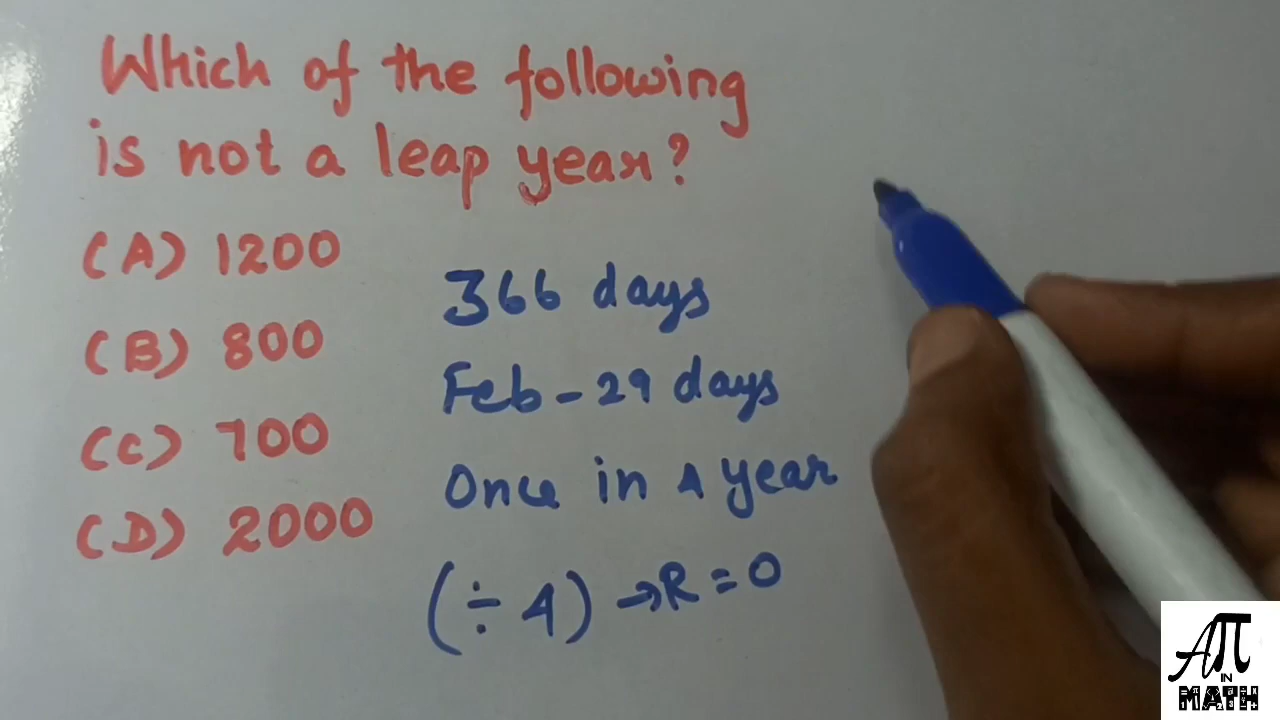 Which of the following
is not a leap year?
(A) 1200
(B) 800
(C) 700
(D) 2000
366 days
Feb - 29 days
Once in 4 year
(÷ 4) → R = 0
Aπ
IN
MATH